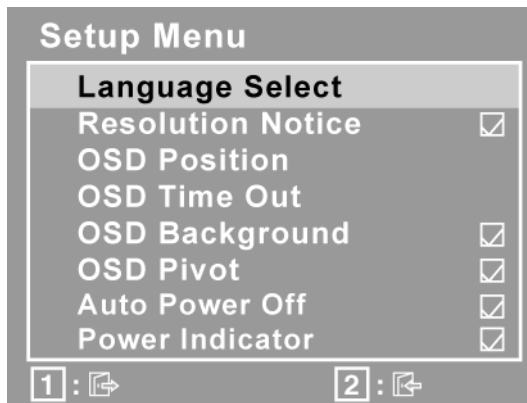 Setup Menu
Language Select
Resolution Notice
OSD Position
OSD Time Out
OSD Background
OSD Pivot
Auto Power Off
Power Indicator
1 : 2 :